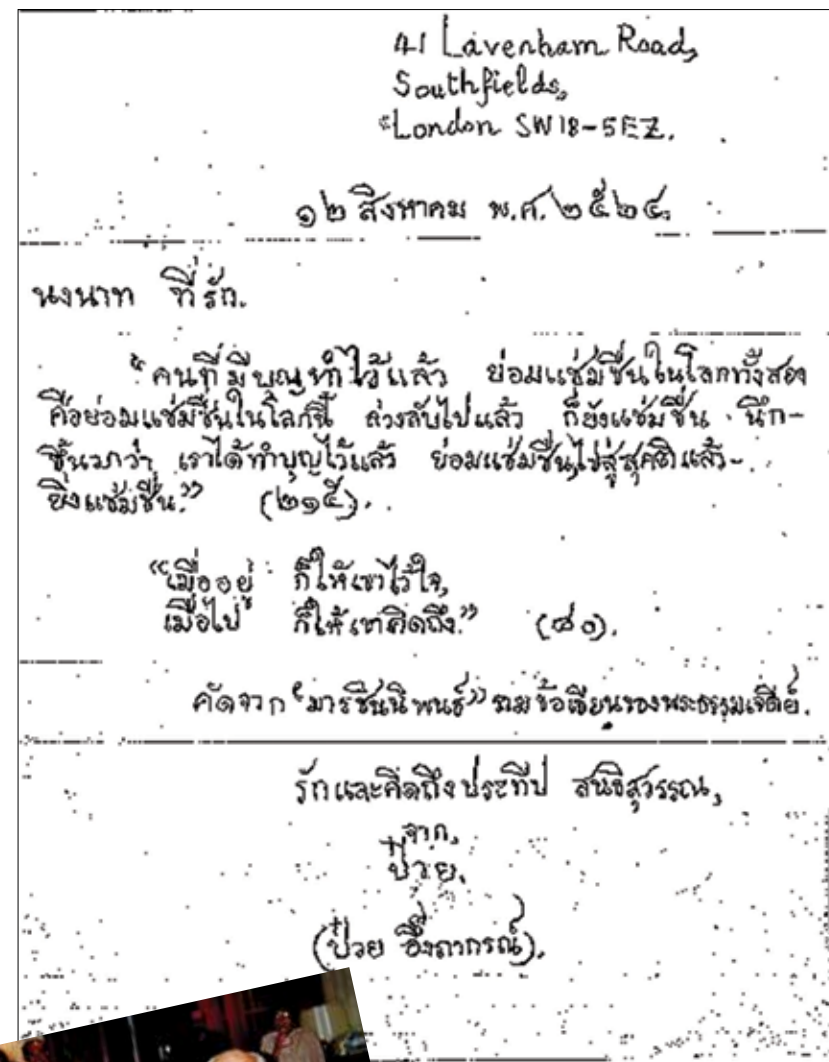 41 Lavenham Road,
Southfields,
London SW18-5EZ.
๑๒ สิงหาคม พ.ศ. ๒๕๒๔.
นงนาท ที่รัก.
“คนที่มีบุญทำไว้แล้ว ย่อมแช่มชื่นในโลกทั้งสอง
คือย่อมแช่มชื่นในโลกนี้ ล่วงลับไปแล้ว ก็ยังแช่มชื่น นึก-
ขึ้นมาว่า เราได้ทำบุญไว้แล้ว ย่อมแช่มชื่น ไปสู่สุคติแล้ว-
ยิ่งแช่มชื่น.” (๒๑๕).
“เมื่ออยู่ ก็ให้เขาไว้ใจ,
เมื่อไป ก็ให้เขาคิดถึง.” (๘๐).
คัดจาก “มารชินนิพนธ์” ข้อเขียนของพระธรรมเจดีย์.
รักและคิดถึงประทีป สนธิสุวรรณ,
จาก,
ป๋วย.
(ป๋วย อึ๊งภากรณ์).